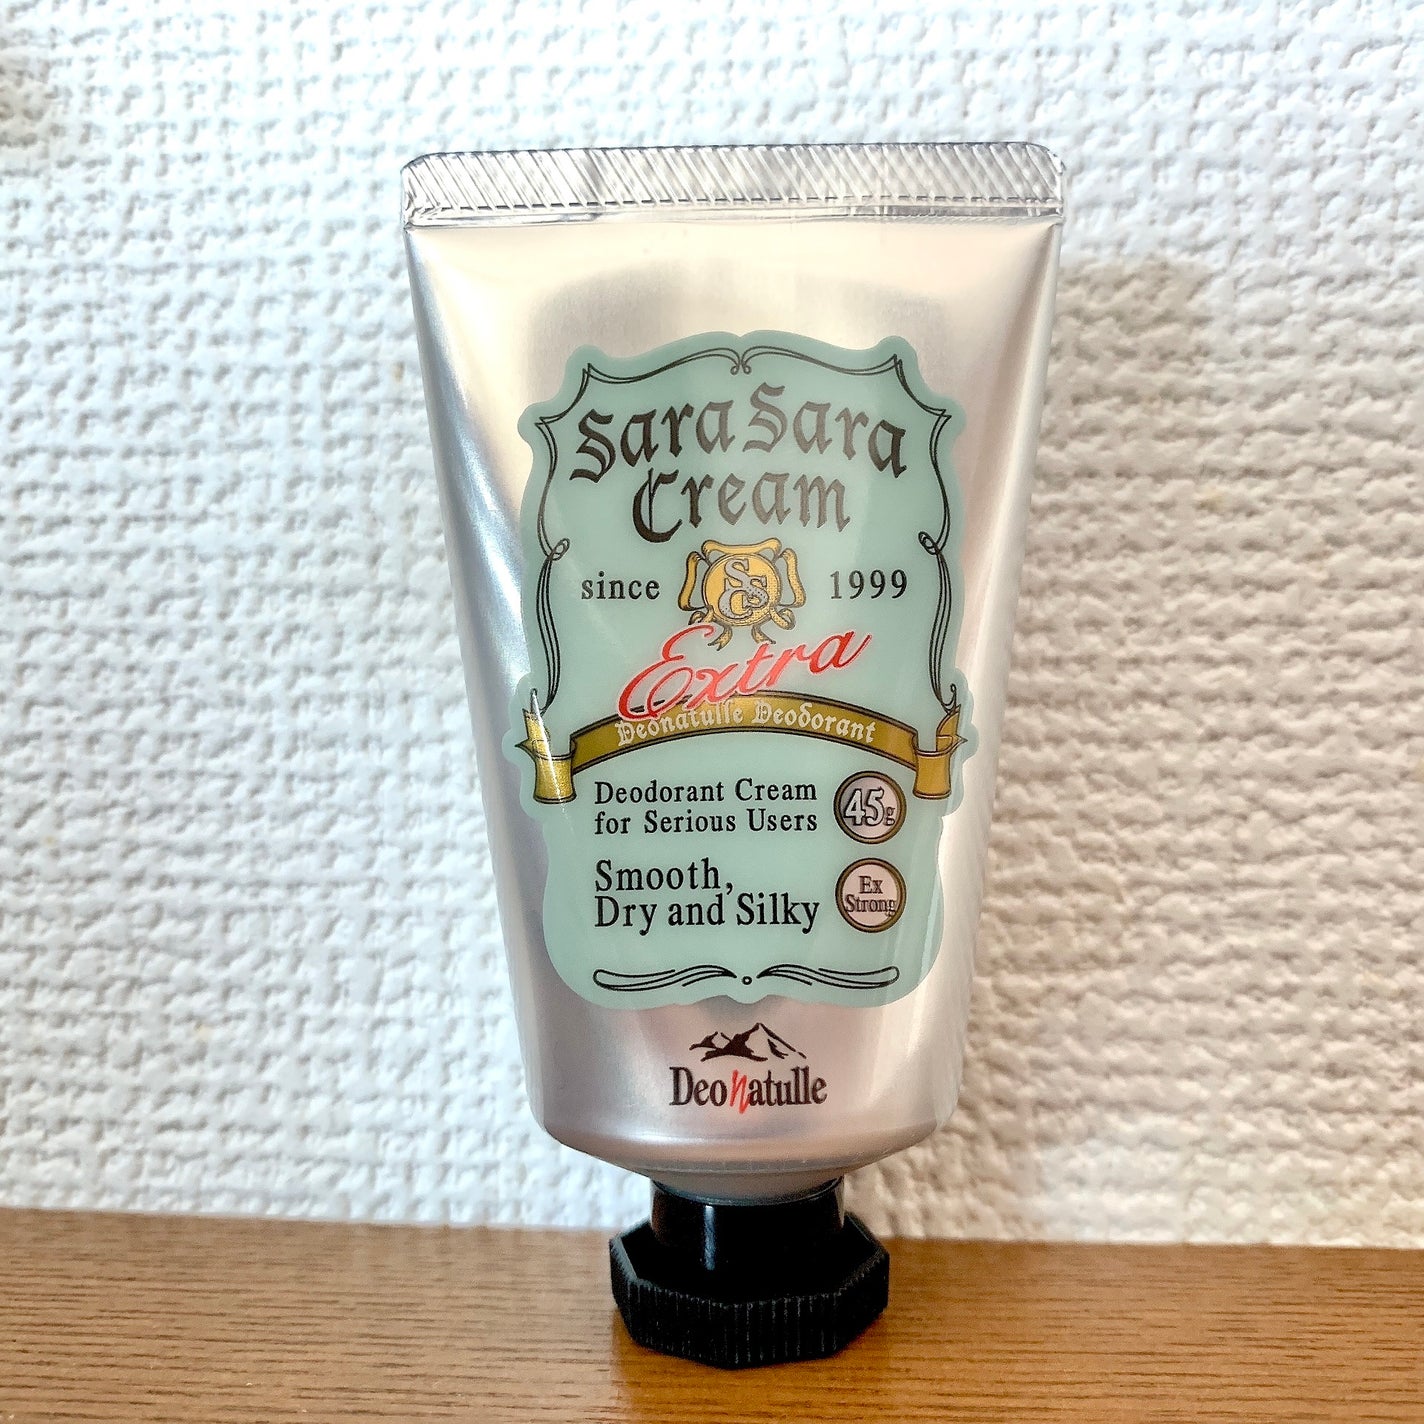 Sara Sara
Cream
since SSC 1999
Extra
Deonatulle Deodorant
Deodorant Cream
for Serious Users
45g
Smooth,
Dry and Silky
Ex
Strong
Deonatulle